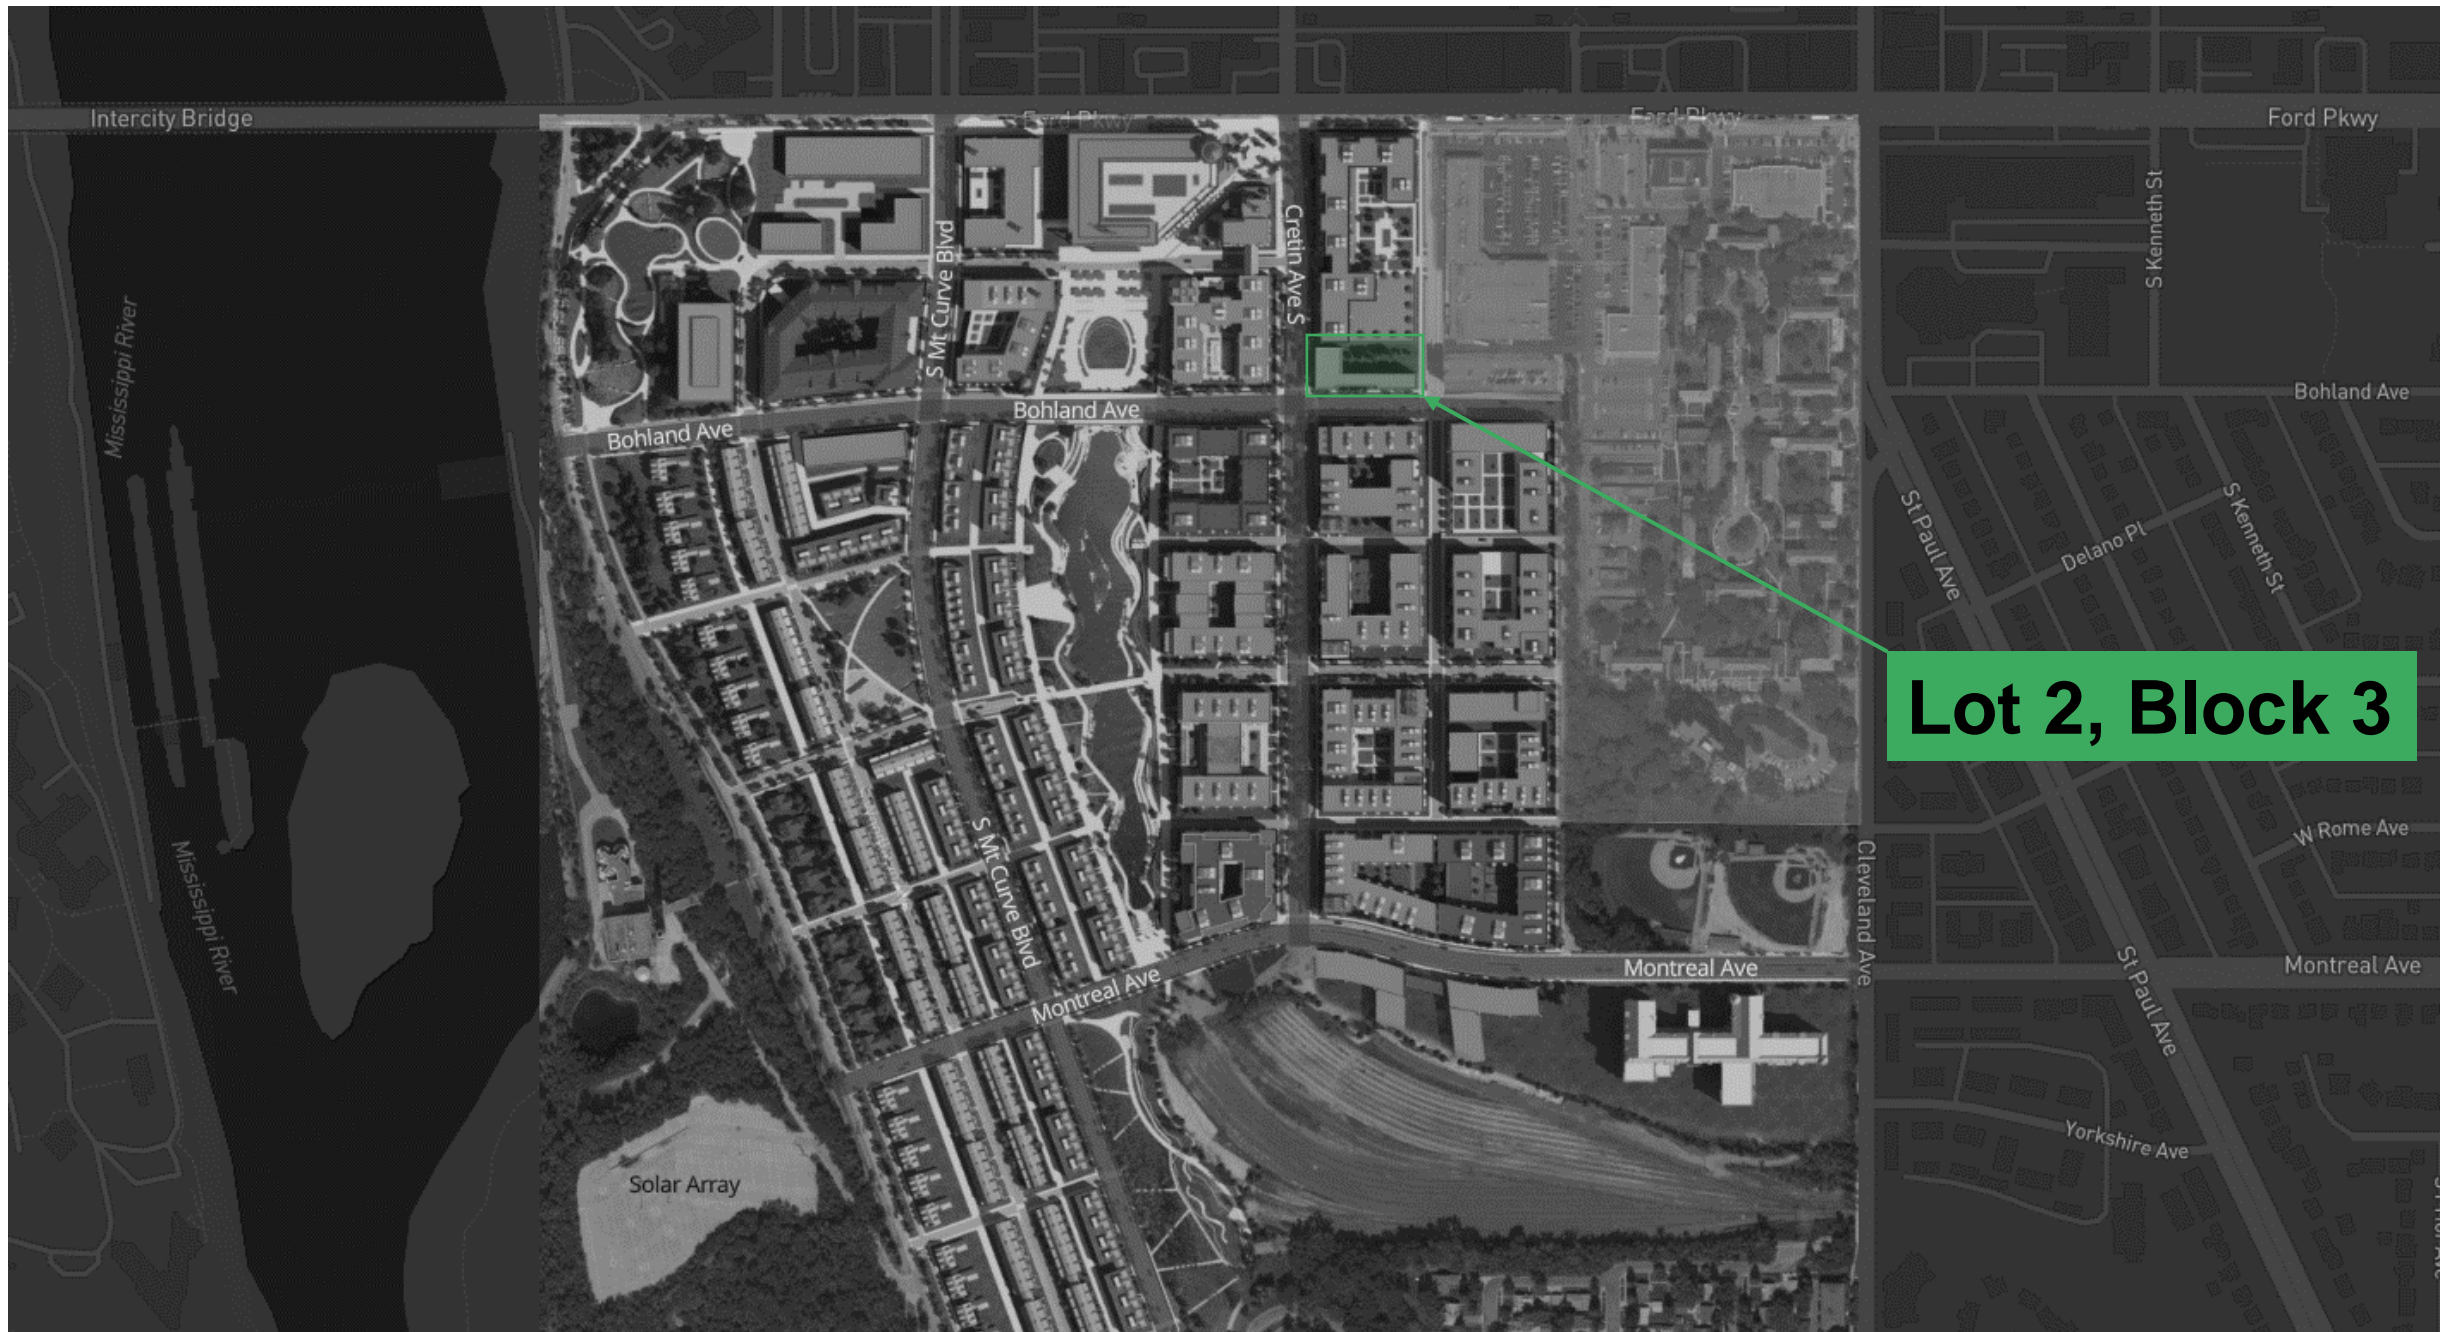 Intercity Bridge
Ford Pkwy
Ford Pkwy
Ford Pkwy
S Kenneth St
Cretin Ave S
S Mt Curve Blvd
Mississippi River
Bohland Ave
Bohland Ave
Bohland Ave
St Paul Ave
Delano Pl
S Kenneth St
Lot 2, Block 3
W Rome Ave
Mississippi River
S Mt Curve Blvd
Cleveland Ave
Montreal Ave
Montreal Ave
Montreal Ave
St Paul Ave
Yorkshire Ave
Solar Array